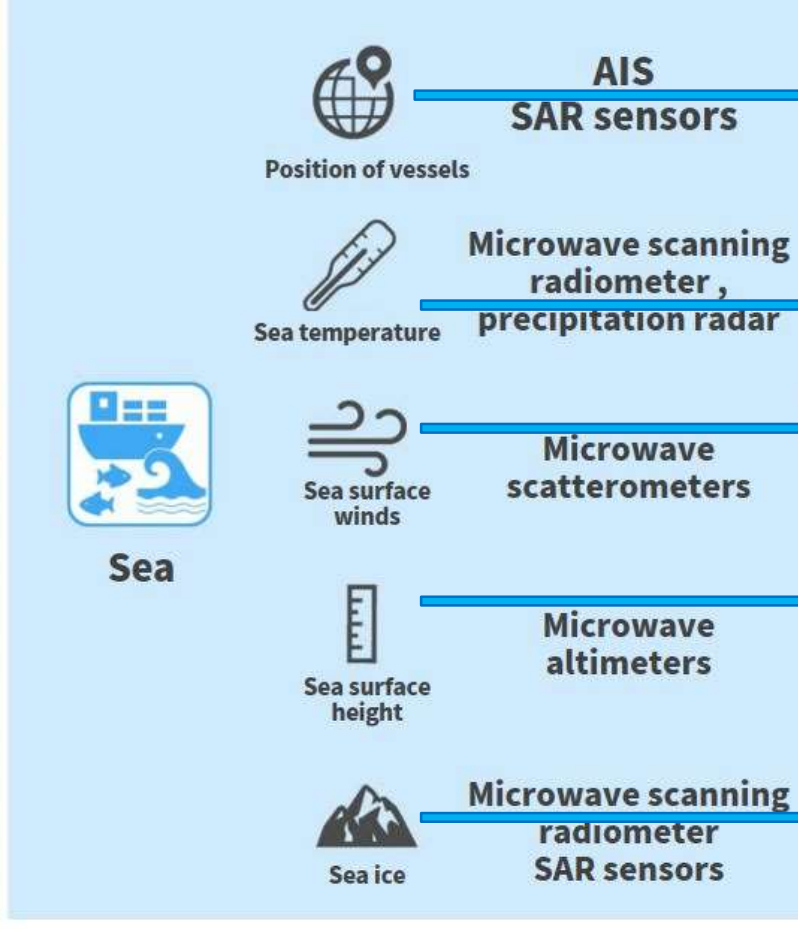 AIS
SAR sensors
Position of vessels
Microwave scanning
radiometer ,
precipitation radar
Sea temperature
Microwave
scatterometers
Sea surface
winds
Sea
Microwave
altimeters
Sea surface
height
Microwave scanning
radiometer
SAR sensors
Sea ice